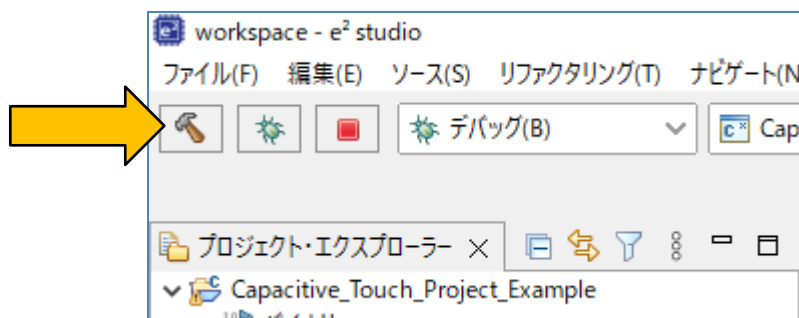 workspace - e² studio
ファイル(F) 編集(E) ソース(S) リファクタリング(T) ナビゲート(N
デバッグ(B) Cap
プロジェクト・エクスプローラー
Capacitive_Touch_Project_Example